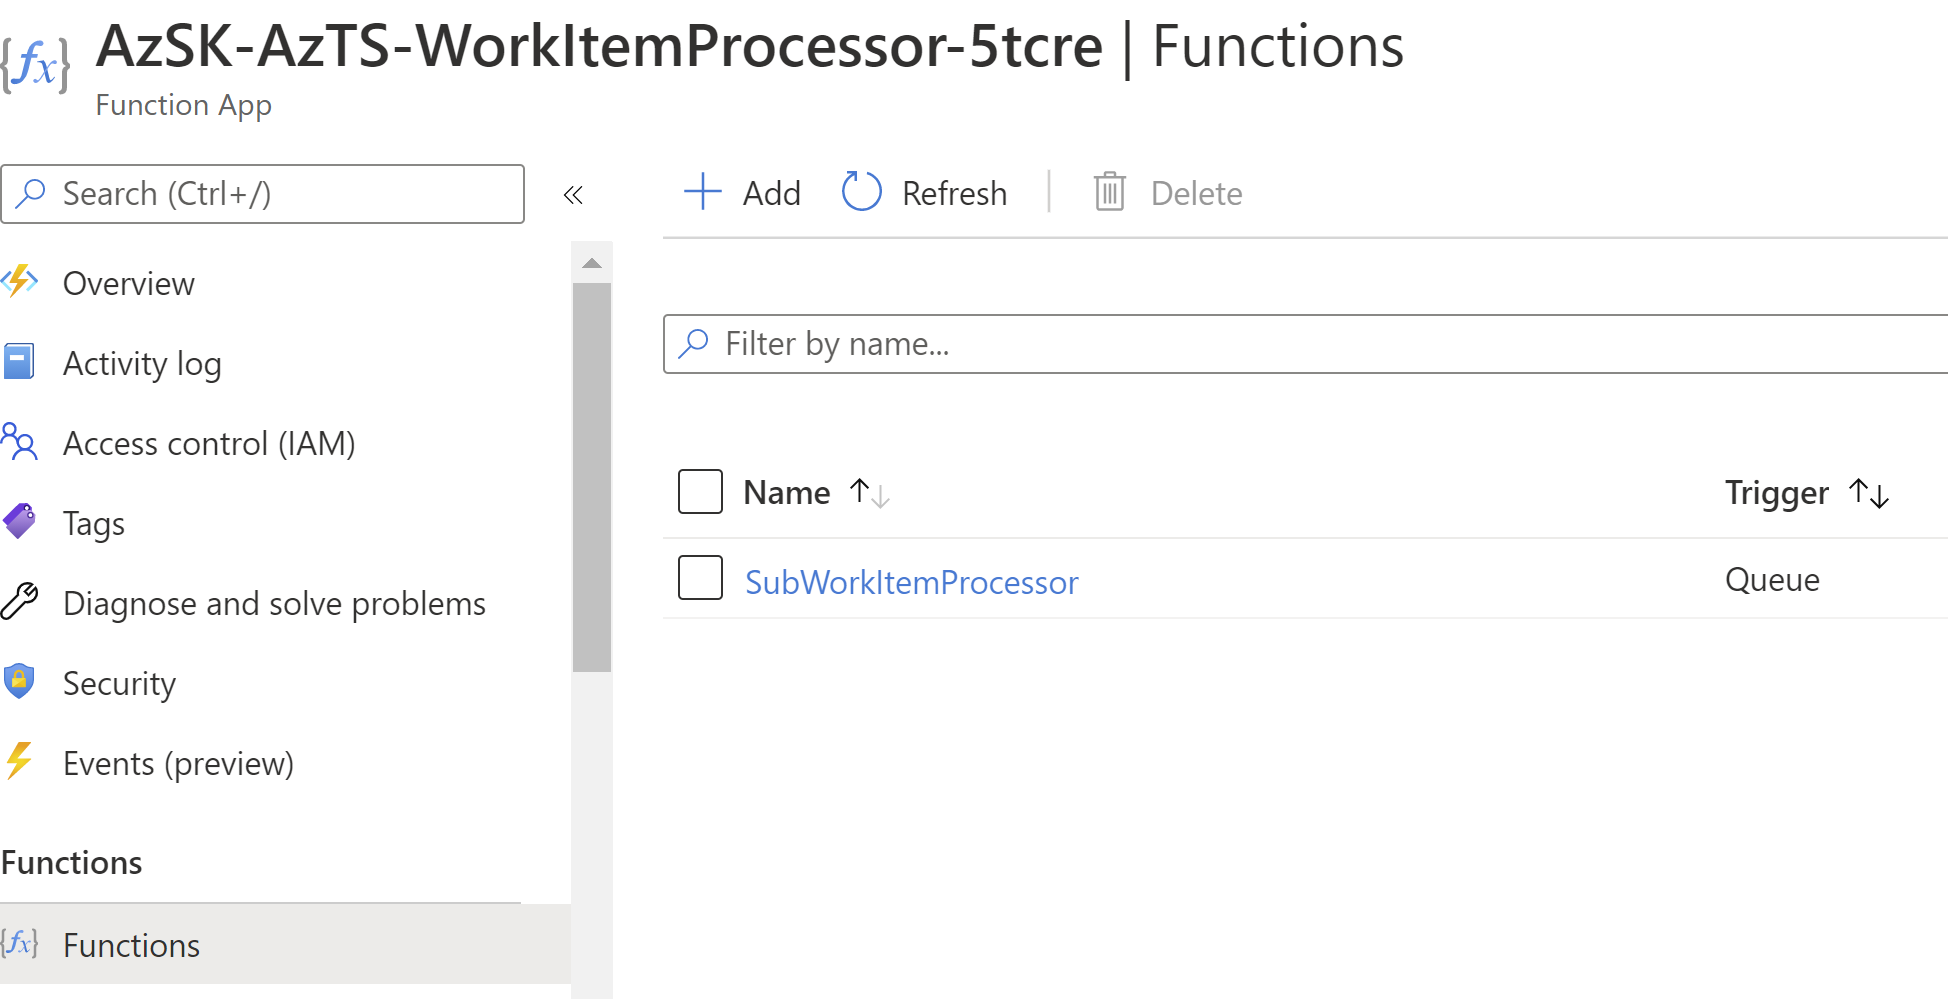 AzSK-AzTS-WorkItemProcessor-5tcre | Functions
Function App
Search (Ctrl+/)
«
Add
Refresh
Delete
Overview
Activity log
Access control (IAM)
Tags
Diagnose and solve problems
Security
Events (preview)
Functions
Functions
Filter by name...
Name ↑↓ Trigger ↑↓
SubWorkItemProcessor Queue